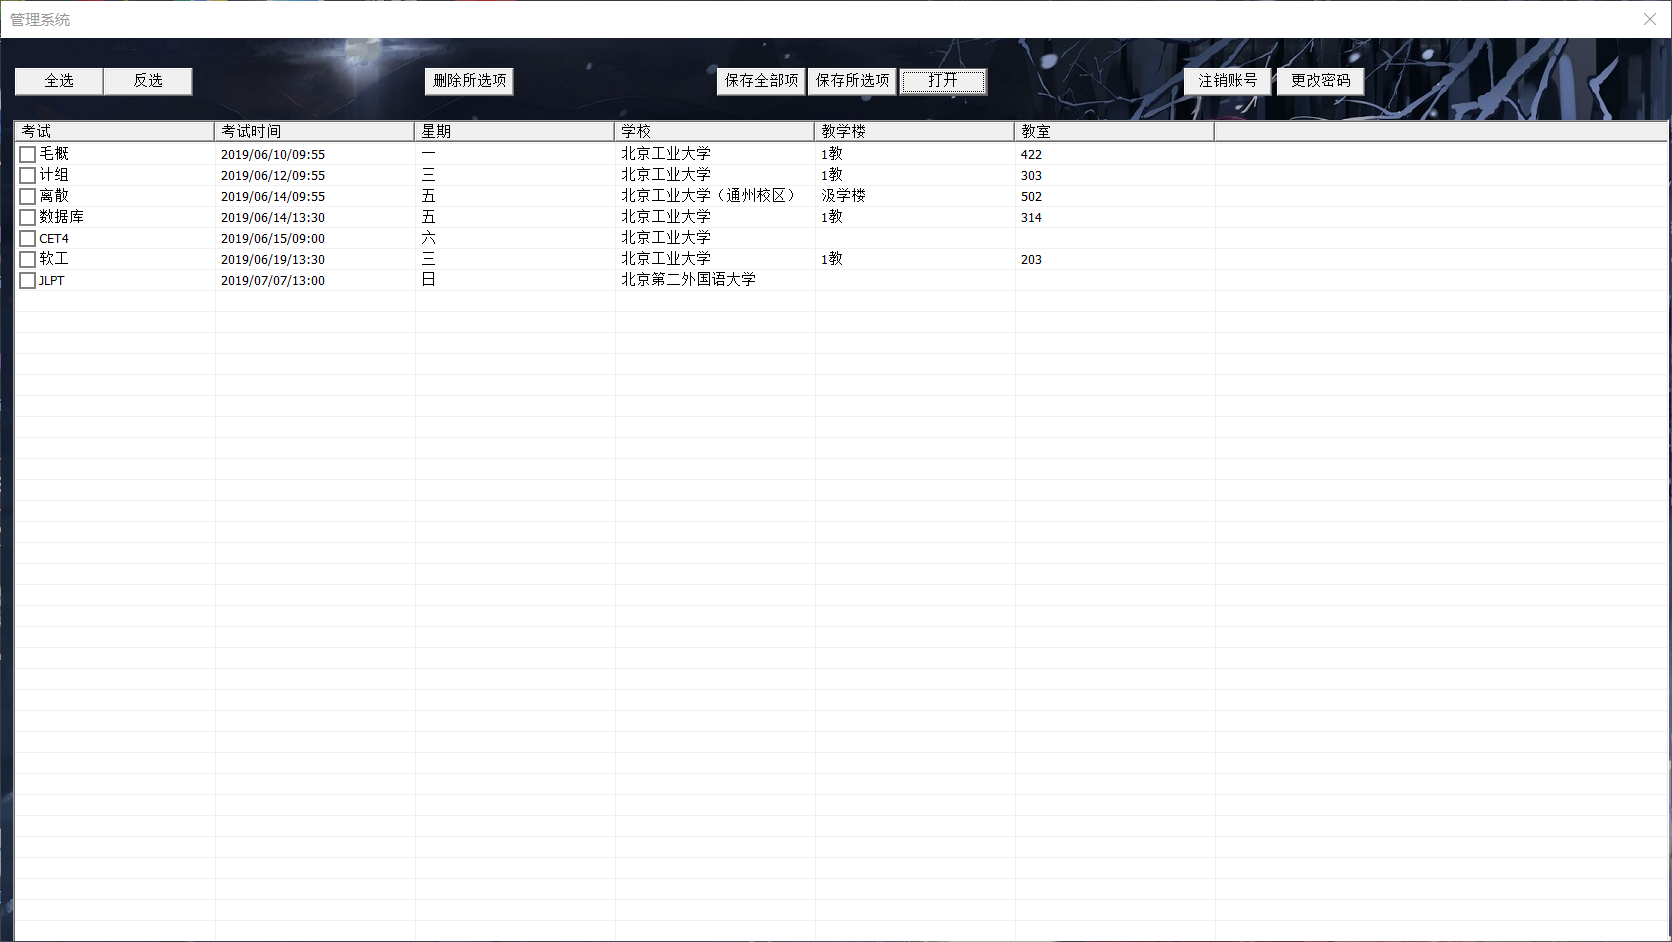 管理系统
全选 反选 删除所选项 保存全部项 保存所选项 打开 注销账号 更改密码
考试 考试时间 星期 学校 教学楼 教室
毛概 2019/06/10/09:55 一 北京工业大学 1教 422
计组 2019/06/12/09:55 三 北京工业大学 1教 303
离散 2019/06/14/09:55 五 北京工业大学（通州校区） 汲学楼 502
数据库 2019/06/14/13:30 五 北京工业大学 1教 314
CET4 2019/06/15/09:00 六 北京工业大学
软工 2019/06/19/13:30 三 北京工业大学 1教 203
JLPT 2019/07/07/13:00 日 北京第二外国语大学